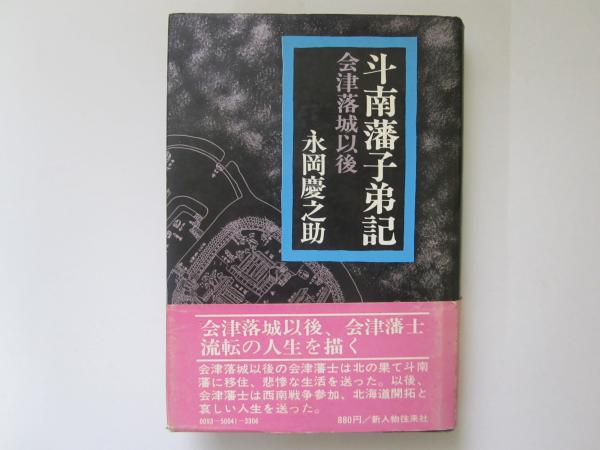 斗南藩子弟記
会津落城以後
永岡慶之助
会津落城以後、会津藩士
流転の人生を描く
会津落城以後の会津藩士は北の果て斗南
藩に移住、悲惨な生活を送った。以後、
会津藩士は西南戦争参加、北海道開拓と
哀しい人生を送った。
0093-50041-3306 880円/新人物往来社